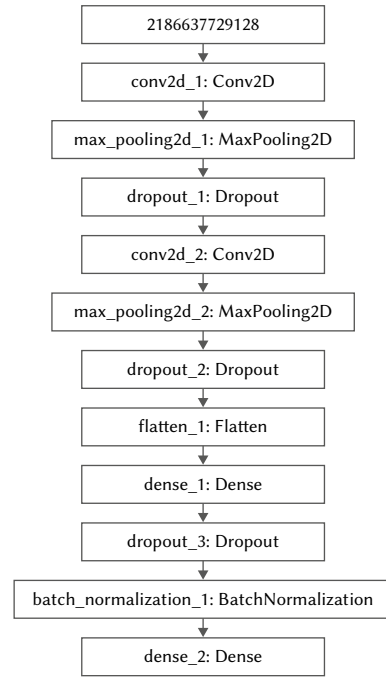 2186637729128
conv2d_1: Conv2D
max_pooling2d_1: MaxPooling2D
dropout_1: Dropout
conv2d_2: Conv2D
max_pooling2d_2: MaxPooling2D
dropout_2: Dropout
flatten_1: Flatten
dense_1: Dense
dropout_3: Dropout
batch_normalization_1: BatchNormalization
dense_2: Dense